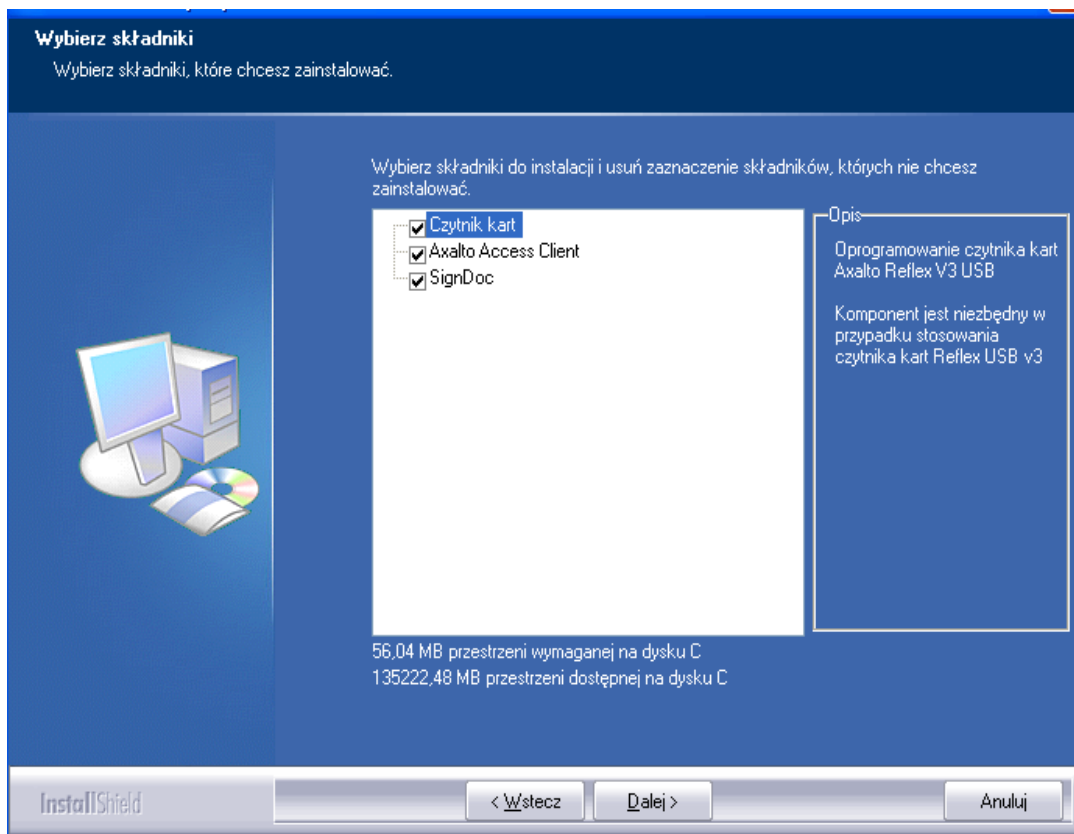 Wybierz składniki
Wybierz składniki, które chcesz zainstalować.
Wybierz składniki do instalacji i usuń zaznaczenie składników, których nie chcesz
zainstalować.
Czytnik kart
Axalto Access Client
SignDoc
Opis
Oprogramowanie czytnika kart
Axalto Reflex V3 USB
Komponent jest niezbędny w
przypadku stosowania
czytnika kart Reflex USB v3
56,04 MB przestrzeni wymaganej na dysku C
135222,48 MB przestrzeni dostępnej na dysku C
InstallShield
< Wstecz
Dalej >
Anuluj